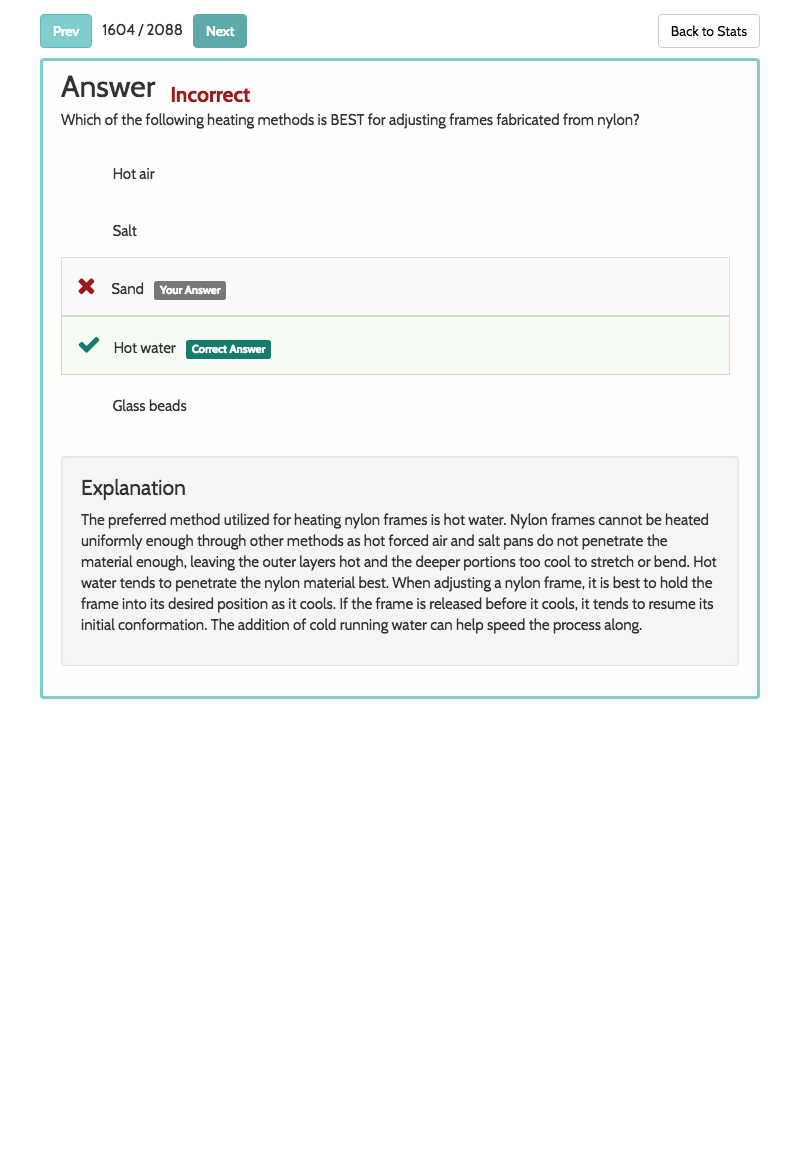 Prev 1604 / 2088 Next Back to Stats
Answer Incorrect
Which of the following heating methods is BEST for adjusting frames fabricated from nylon?
Hot air
Salt
Sand Your Answer
Hot water Correct Answer
Glass beads
Explanation
The preferred method utilized for heating nylon frames is hot water. Nylon frames cannot be heated
uniformly enough through other methods as hot forced air and salt pans do not penetrate the
material enough, leaving the outer layers hot and the deeper portions too cool to stretch or bend. Hot
water tends to penetrate the nylon material best. When adjusting a nylon frame, it is best to hold the
frame into its desired position as it cools. If the frame is released before it cools, it tends to resume its
initial conformation. The addition of cold running water can help speed the process along.